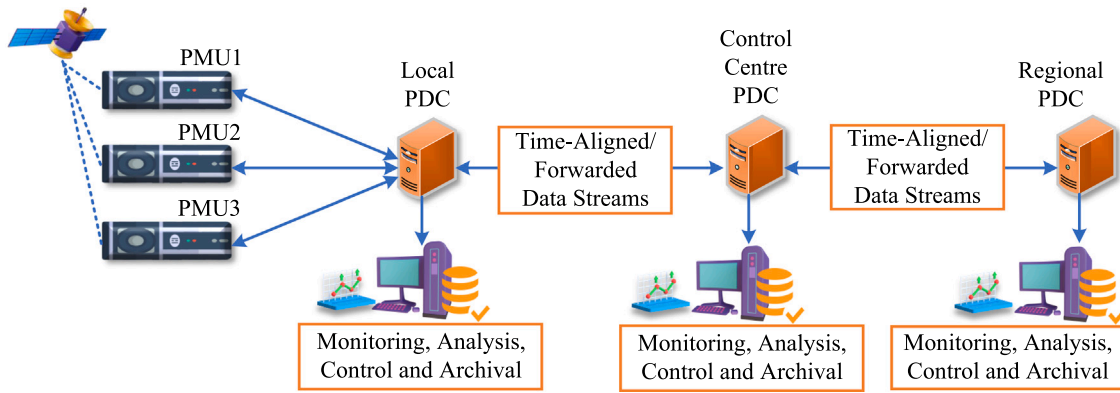 PMU1
PMU2
PMU3
Local
PDC
Time-Aligned/
Forwarded
Data Streams
Control
Centre
PDC
Time-Aligned/
Forwarded
Data Streams
Regional
PDC
Monitoring, Analysis,
Control and Archival
Monitoring, Analysis,
Control and Archival
Monitoring, Analysis,
Control and Archival